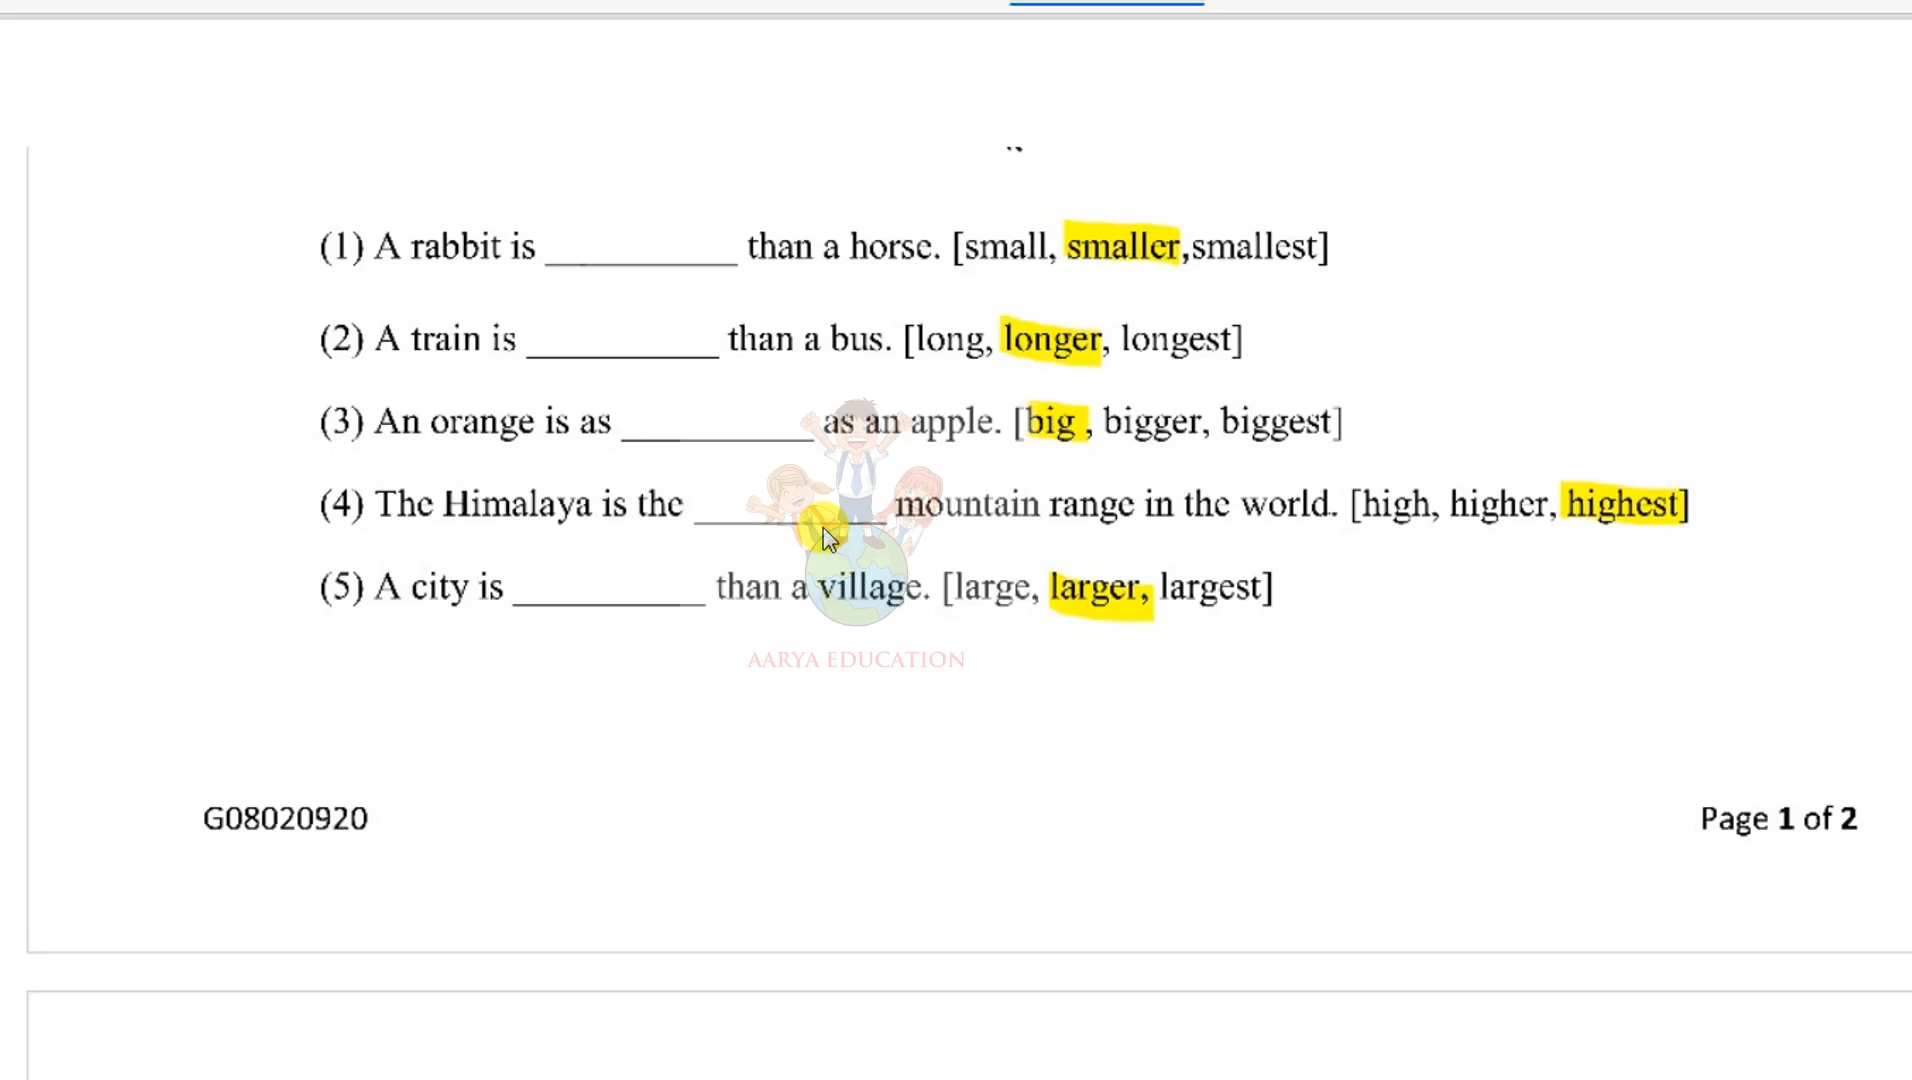 (1) A rabbit is __________ than a horse. [small, smaller,smallest]
(2) A train is __________ than a bus. [long, longer, longest]
(3) An orange is as __________ as an apple. [big , bigger, biggest]
(4) The Himalaya is the __________ mountain range in the world. [high, higher, highest]
(5) A city is __________ than a village. [large, larger, largest]
AARYA EDUCATION
G08020920 Page 1 of 2